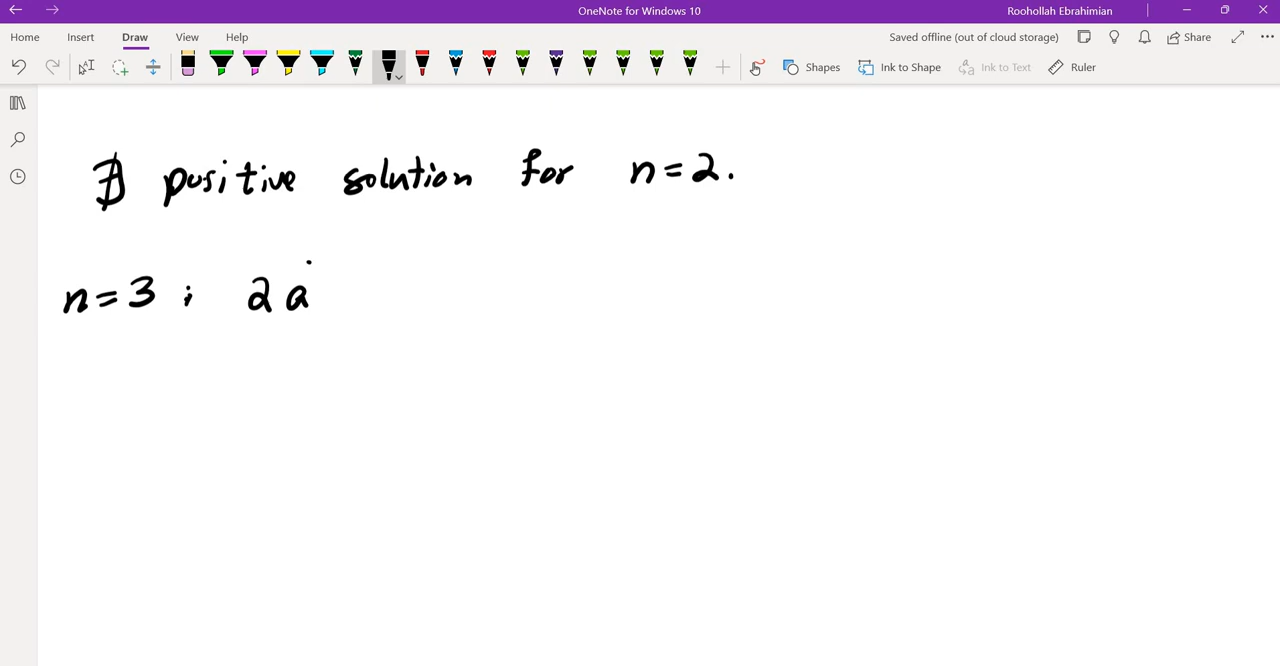 OneNote for Windows 10
Roohollah Ebrahimian
Home Insert Draw View Help
Saved offline (out of cloud storage) Share
Shapes Ink to Shape Ink to Text Ruler
∄ positive solution for n=2.
n=3 ; 2a